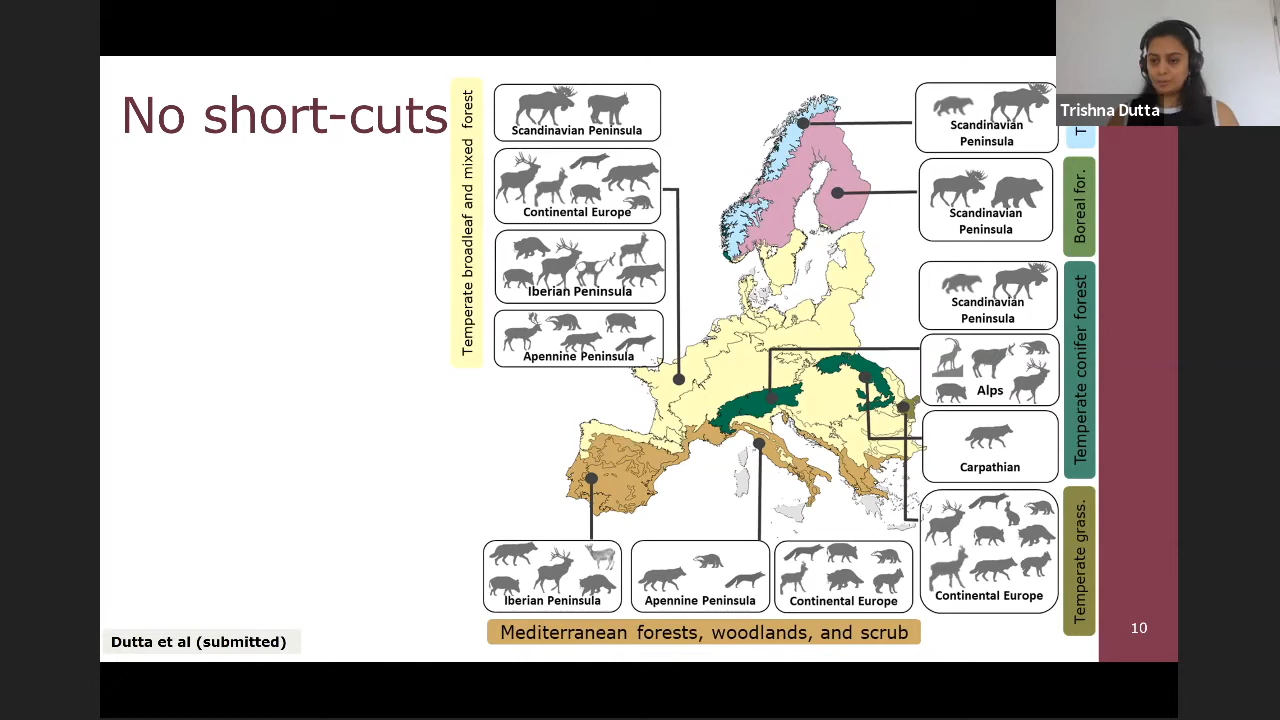 No short-cuts
Temperate broadleaf and mixed forest
Scandinavian Peninsula
Continental Europe
Iberian Peninsula
Apennine Peninsula
Scandinavian
Peninsula
T
Trishna Dutta
Scandinavian
Peninsula
Boreal for.
Scandinavian
Peninsula
Alps
Carpathian
Temperate conifer forest
Continental Europe
Temperate grass.
Iberian Peninsula
Apennine Peninsula
Continental Europe
Mediterranean forests, woodlands, and scrub
Dutta et al (submitted)
10